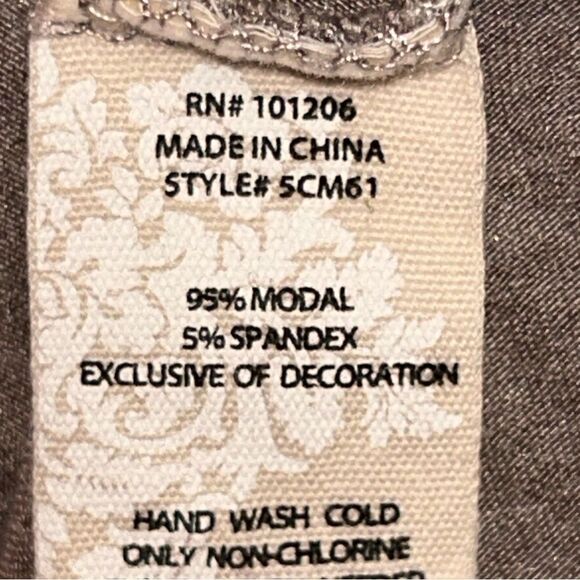 RN# 101206
MADE IN CHINA
STYLE# 5CM61
95% MODAL
5% SPANDEX
EXCLUSIVE OF DECORATION
HAND WASH COLD
ONLY NON-CHLORINE